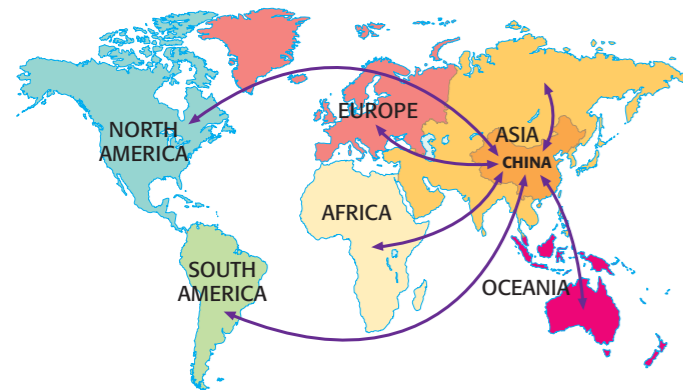 NORTH
AMERICA
EUROPE
ASIA
CHINA
AFRICA
SOUTH
AMERICA
OCEANIA